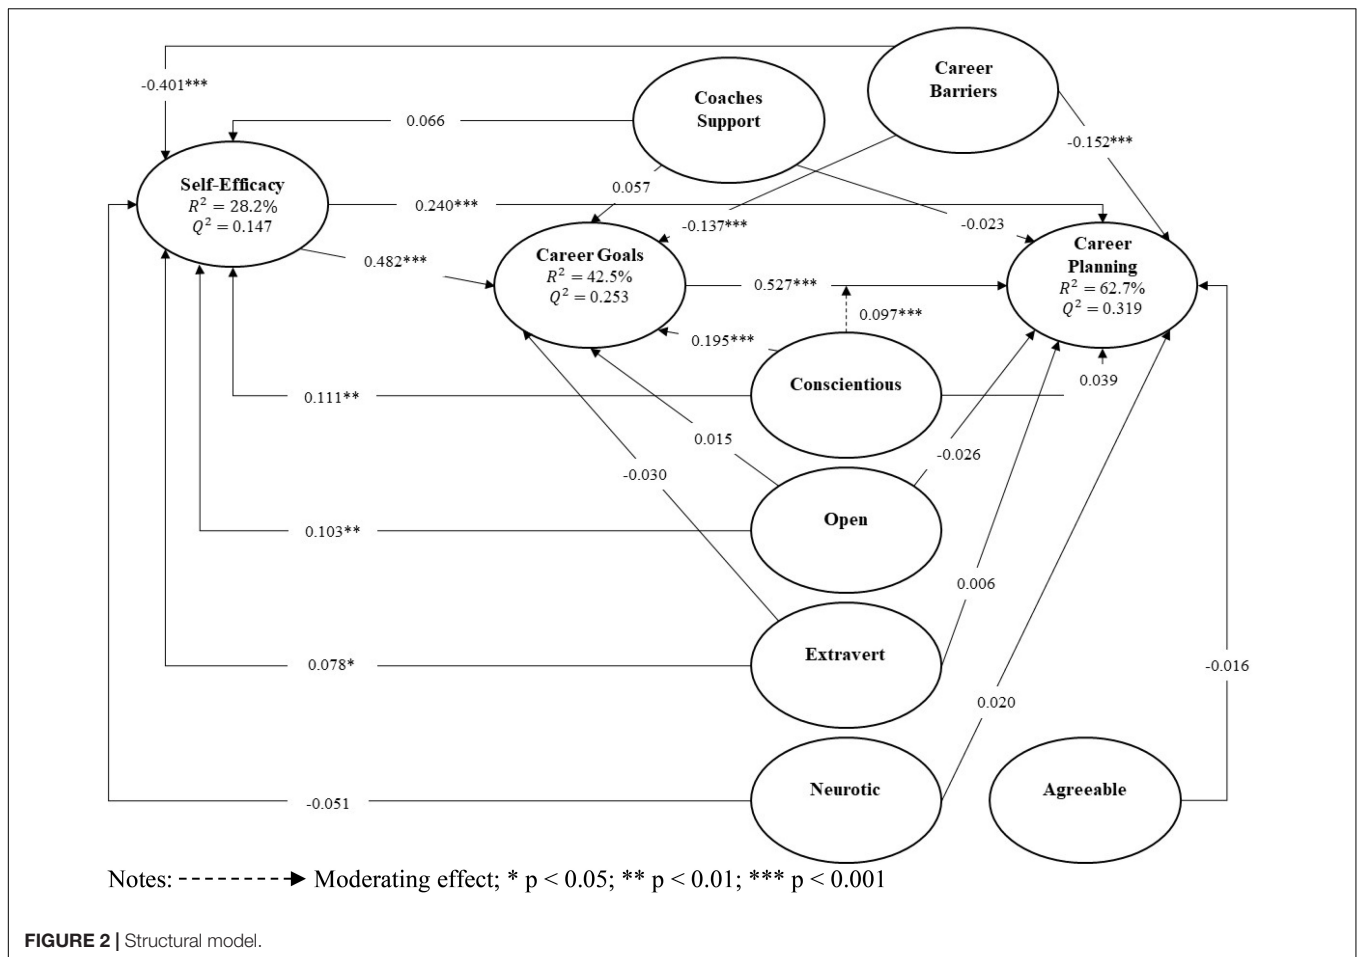 Career
Barriers
Coaches
Support
-0.401***
0.066
-0.152***
Self-Efficacy
R² = 28.2%
Q² = 0.147
0.057
0.240***
-0.137***
-0.023
0.482***
Career Goals
R² = 42.5%
Q² = 0.253
Career
Planning
R² = 62.7%
Q² = 0.319
0.527***
0.097***
0.195***
Conscientious
0.039
0.111**
0.015
-0.026
-0.030
Open
0.103**
0.006
Extravert
0.078*
-0.016
0.020
Neurotic
Agreeable
-0.051
Notes: Moderating effect; * p < 0.05; ** p < 0.01; *** p < 0.001
FIGURE 2 | Structural model.